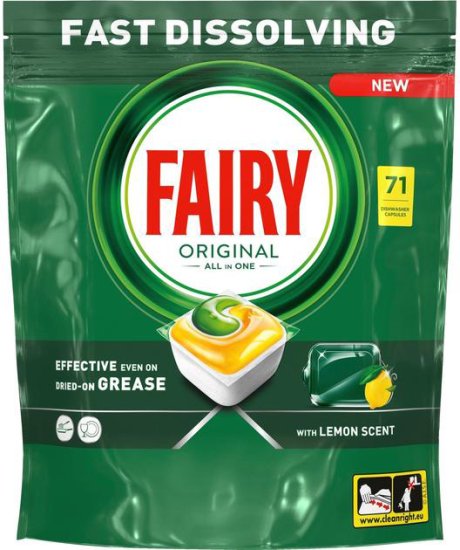 FAST DISSOLVING
NEW
FAIRY
ORIGINAL
ALL IN ONE
71
DISHWASHER
CAPSULES
EFFECTIVE EVEN ON
DRIED-ON GREASE
WITH LEMON SCENT
www.cleanright.eu